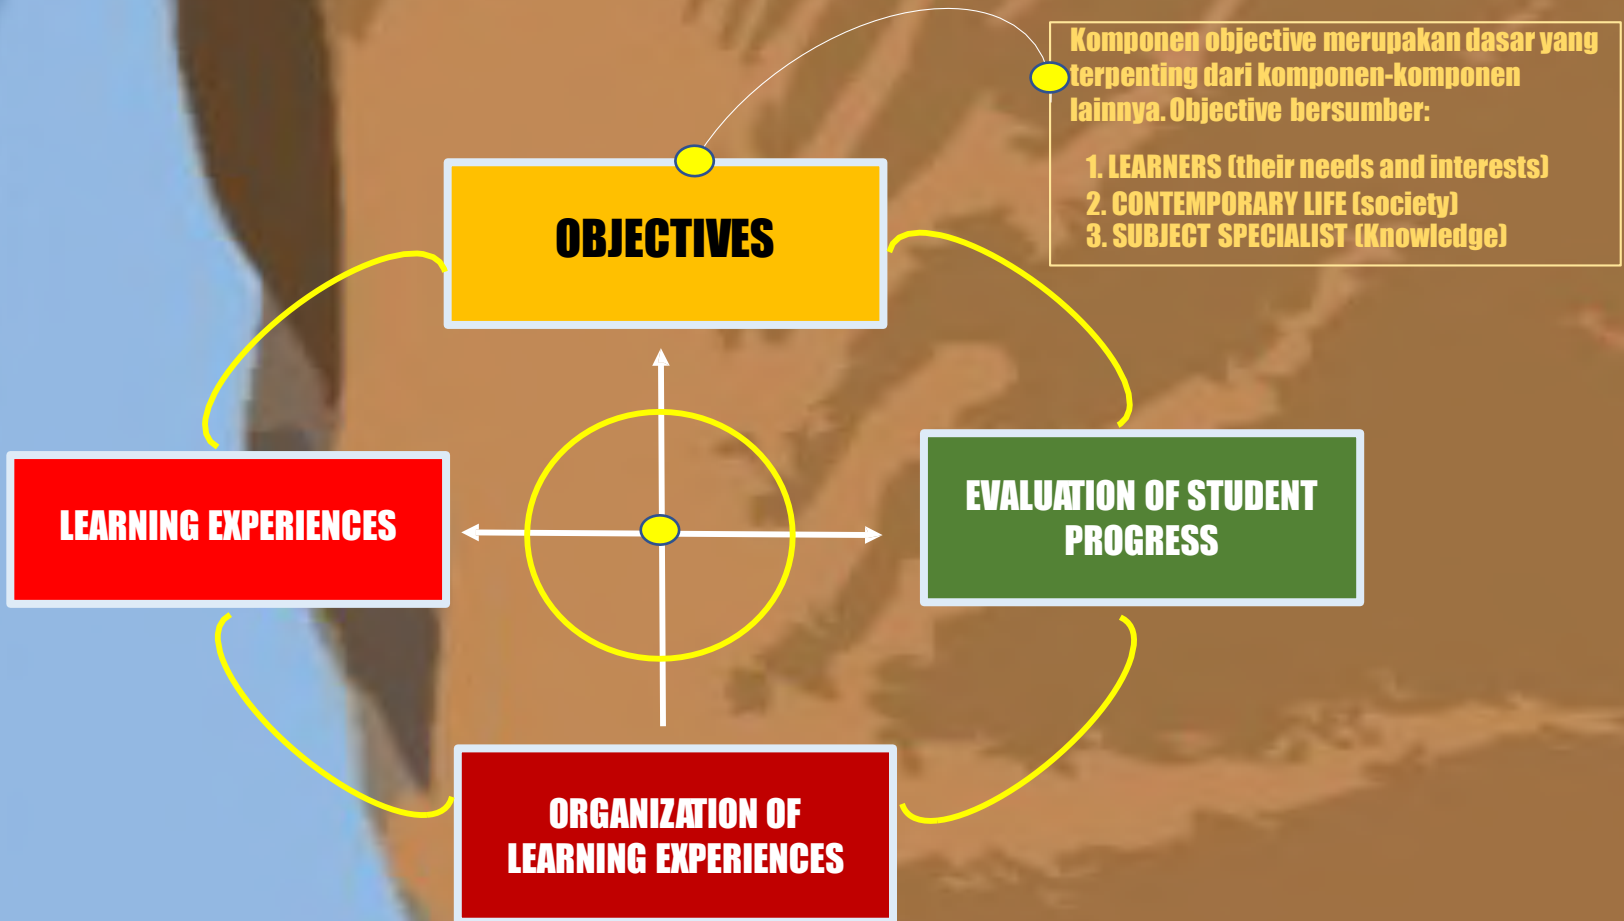 Komponen objective merupakan dasar yang
terpenting dari komponen-komponen
lainnya. Objective bersumber:
1. LEARNERS (their needs and interests)
2. CONTEMPORARY LIFE (society)
3. SUBJECT SPECIALIST (Knowledge)
OBJECTIVES
LEARNING EXPERIENCES
EVALUATION OF STUDENT
PROGRESS
ORGANIZATION OF
LEARNING EXPERIENCES